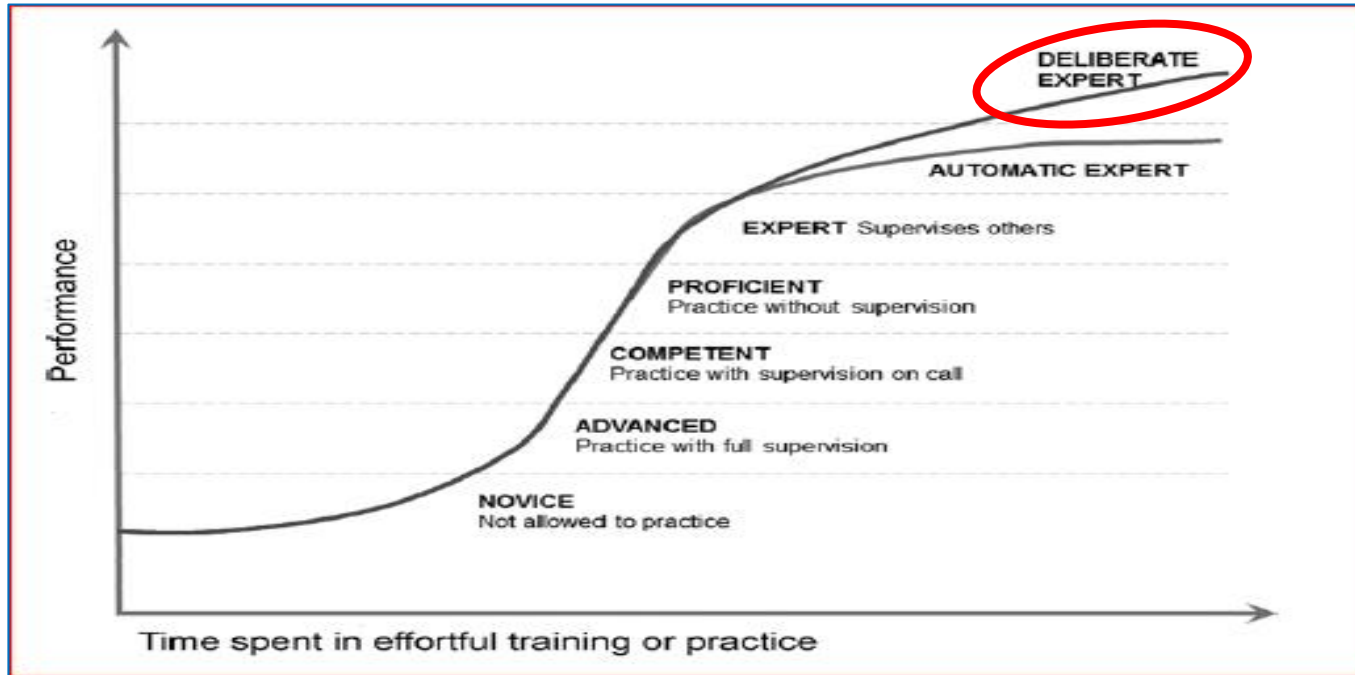 DELIBERATE
EXPERT
AUTOMATIC EXPERT
EXPERT Supervises others
PROFICIENT
Practice without supervision
COMPETENT
Practice with supervision on call
ADVANCED
Practice with full supervision
NOVICE
Not allowed to practice
Performance
Time spent in effortful training or practice